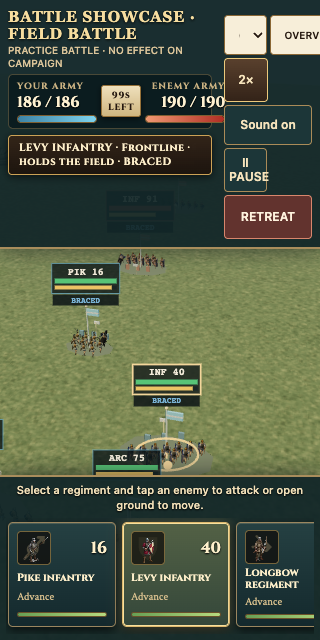 BATTLE SHOWCASE ·
FIELD BATTLE
PRACTICE BATTLE · NO EFFECT ON
CAMPAIGN
YOUR ARMY
186 / 186
99s
LEFT
ENEMY ARMY
190 / 190
LEVY INFANTRY · Frontline ·
holds the field · BRACED
OVERV
2×
Sound on
II
PAUSE
RETREAT
INF 91
PIK 16
BRACED
INF 40
BRACED
ARC 75
Select a regiment and tap an enemy to attack or open
ground to move.
16
Pike infantry
Advance
40
Levy infantry
Advance
Longbow
regiment
Advance